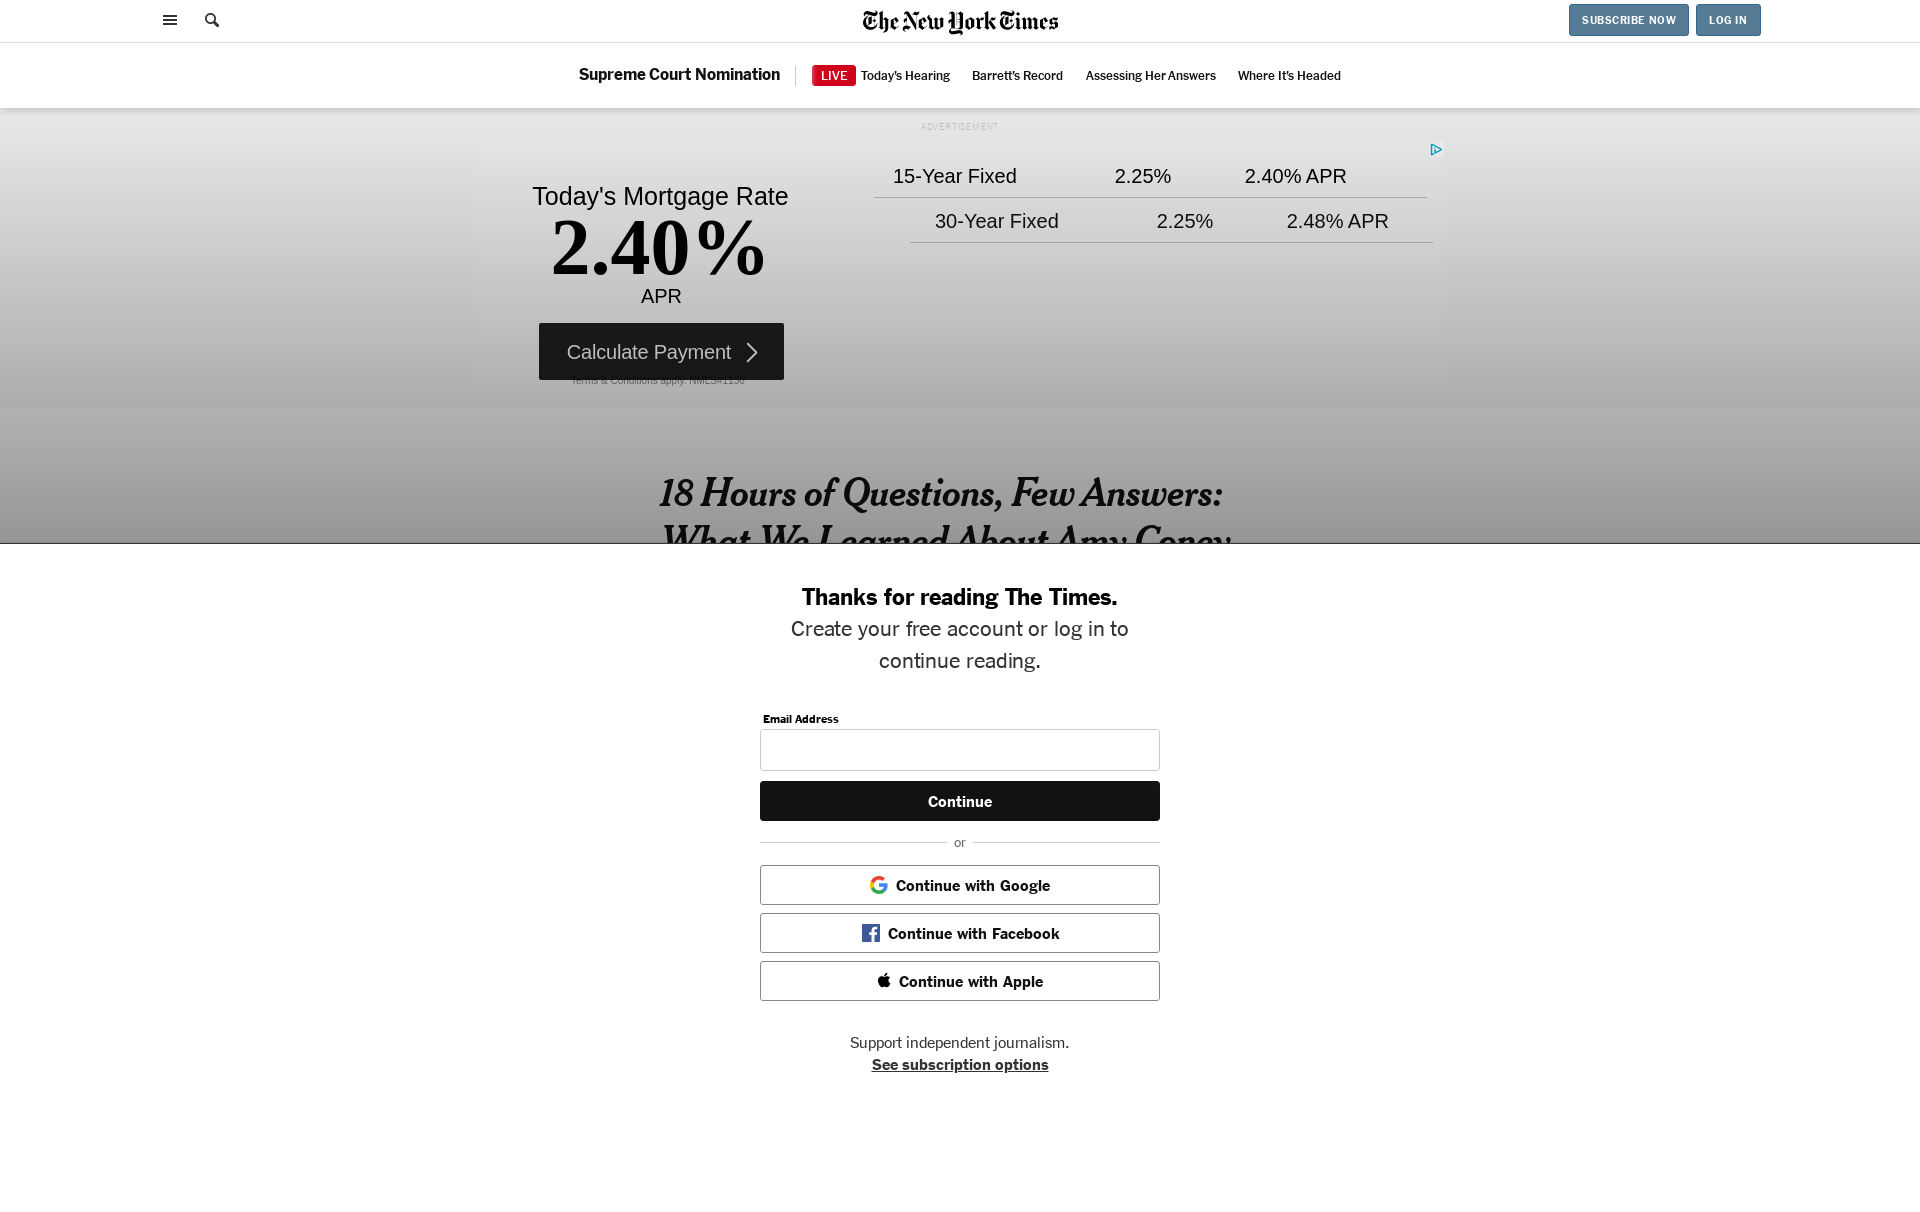 The New York Times
SUBSCRIBE NOW
LOG IN
Supreme Court Nomination
LIVE Today's Hearing
Barrett's Record
Assessing Her Answers
Where It's Headed
ADVERTISEMENT
Today's Mortgage Rate
2.40%
APR
Calculate Payment
Terms & Conditions apply. NMLS#1136
15-Year Fixed 2.25% 2.40% APR
30-Year Fixed 2.25% 2.48% APR
18 Hours of Questions, Few Answers:
What We Learned About Amy Coney
Thanks for reading The Times.
Create your free account or log in to
continue reading.
Email Address
Continue
or
Continue with Google
Continue with Facebook
Continue with Apple
Support independent journalism.
See subscription options